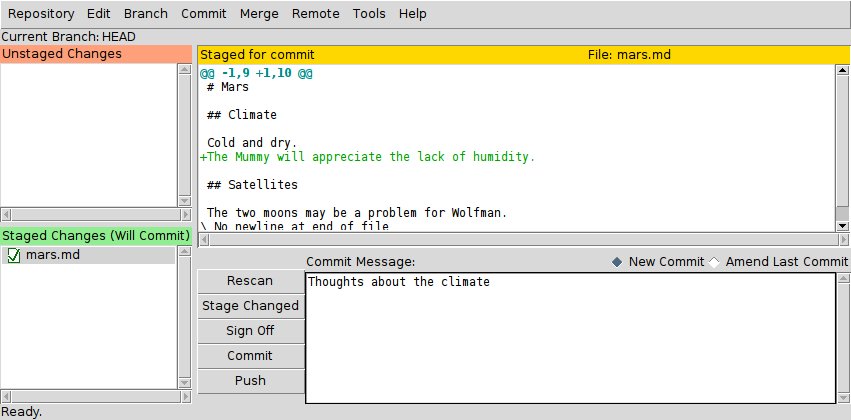 Repository Edit Branch Commit Merge Remote Tools Help
Current Branch: HEAD
Unstaged Changes
Staged for commit File: mars.md
@@ -1,9 +1,10 @@
# Mars
## Climate
Cold and dry.
+The Mummy will appreciate the lack of humidity.
## Satellites
The two moons may be a problem for Wolfman.
\ No newline at end of file
Staged Changes (Will Commit)
mars.md
Commit Message: New Commit Amend Last Commit
Rescan
Stage Changed
Sign Off
Commit
Push
Thoughts about the climate
Ready.